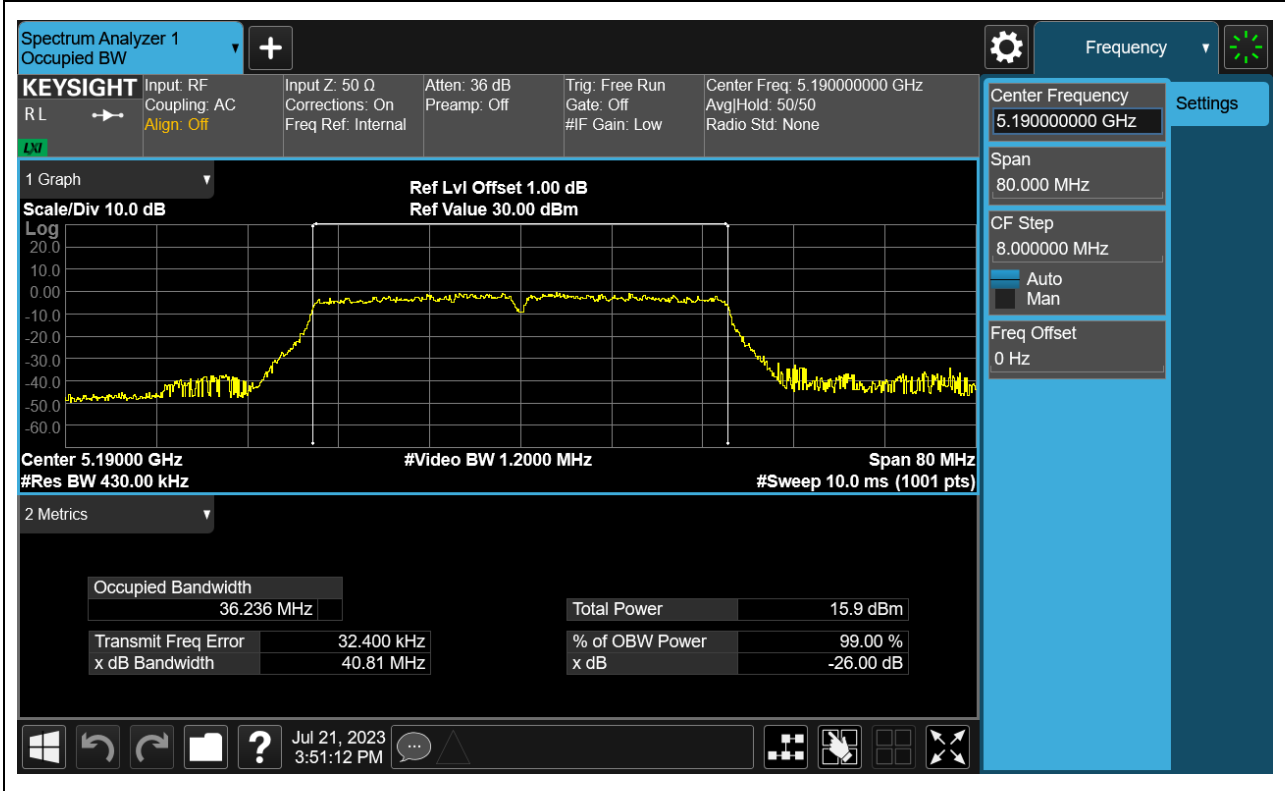 Spectrum Analyzer 1
Occupied BW
▼
+
Frequency ▼
KEYSIGHT
R L
LXI
Input: RF
Coupling: AC
Align: Off
Input Z: 50 Ω
Corrections: On
Freq Ref: Internal
Atten: 36 dB
Preamp: Off
Trig: Free Run
Gate: Off
#IF Gain: Low
Center Freq: 5.190000000 GHz
Avg|Hold: 50/50
Radio Std: None
Center Frequency
5.190000000 GHz
Settings
Span
80.000 MHz
CF Step
8.000000 MHz
Auto
Man
Freq Offset
0 Hz
1 Graph ▼
Scale/Div 10.0 dB
Ref Lvl Offset 1.00 dB
Ref Value 30.00 dBm
Log
20.0
10.0
0.00
-10.0
-20.0
-30.0
-40.0
-50.0
-60.0
Center 5.19000 GHz
#Video BW 1.2000 MHz
Span 80 MHz
#Res BW 430.00 kHz
#Sweep 10.0 ms (1001 pts)
2 Metrics ▼
Occupied Bandwidth
36.236 MHz
Total Power 15.9 dBm
Transmit Freq Error 32.400 kHz
% of OBW Power 99.00 %
x dB Bandwidth 40.81 MHz
x dB -26.00 dB
?
Jul 21, 2023
3:51:12 PM